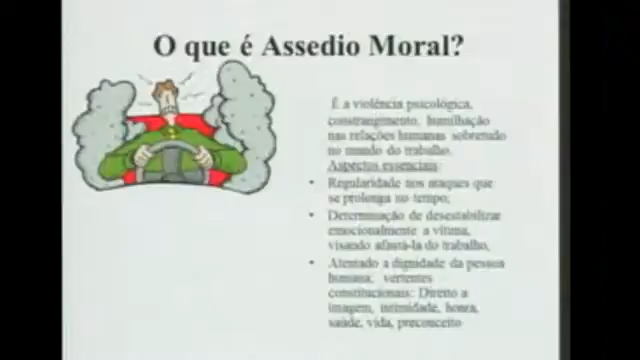 O que é Assedio Moral?
É a violência psicológica,
constrangimento, humilhação
nas relações humanas sobretudo
no mundo do trabalho.
Aspectos essenciais:
• Regularidade nos ataques que
se prolonga no tempo;
• Determinação de desestabilizar
emocionalmente a vítima,
visando afastá-la do trabalho,
• Atentado a dignidade da pessoa
humana; vertentes
constitucionais: Direito a
imagem, intimidade, honra,
saúde, vida, preconceito